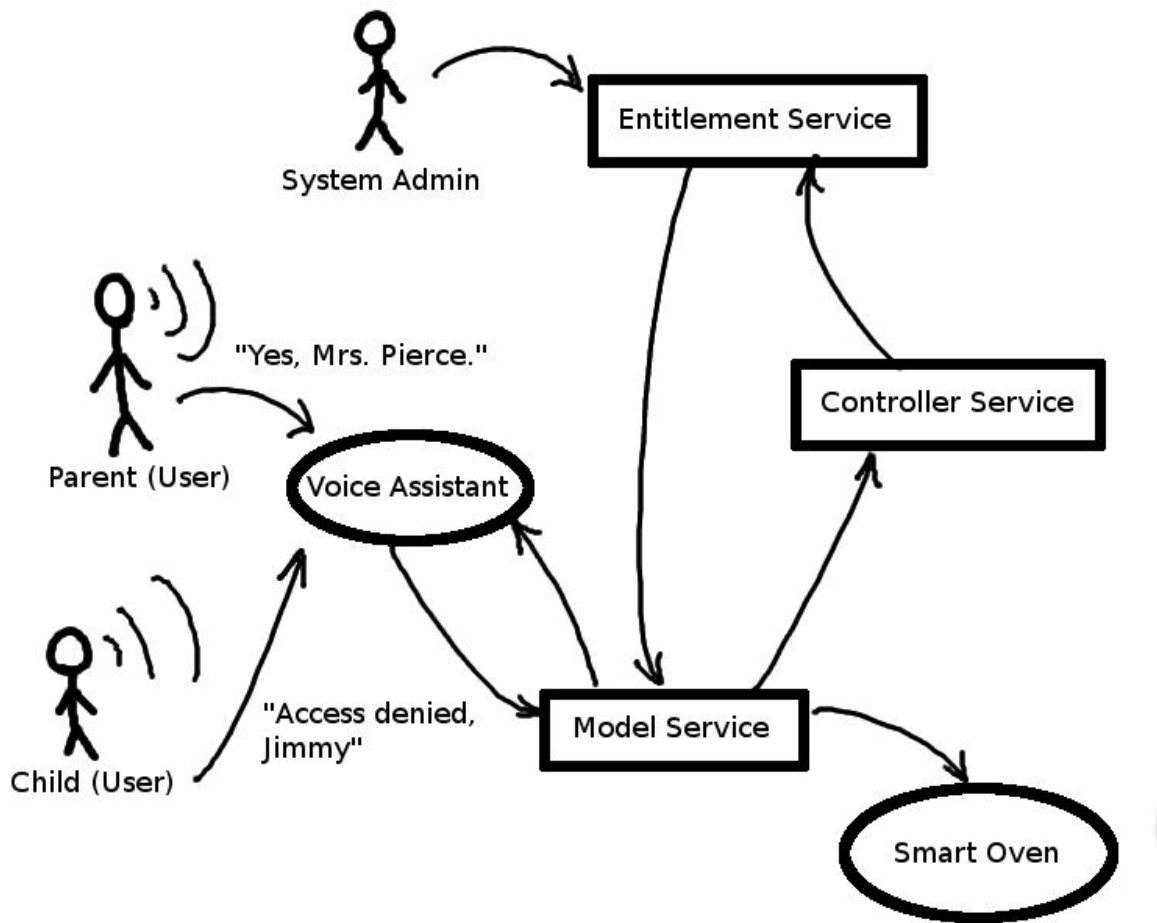 Entitlement Service
System Admin
"Yes, Mrs. Pierce."
Controller Service
Parent (User)
Voice Assistant
"Access denied,
Jimmy"
Model Service
Child (User)
Smart Oven